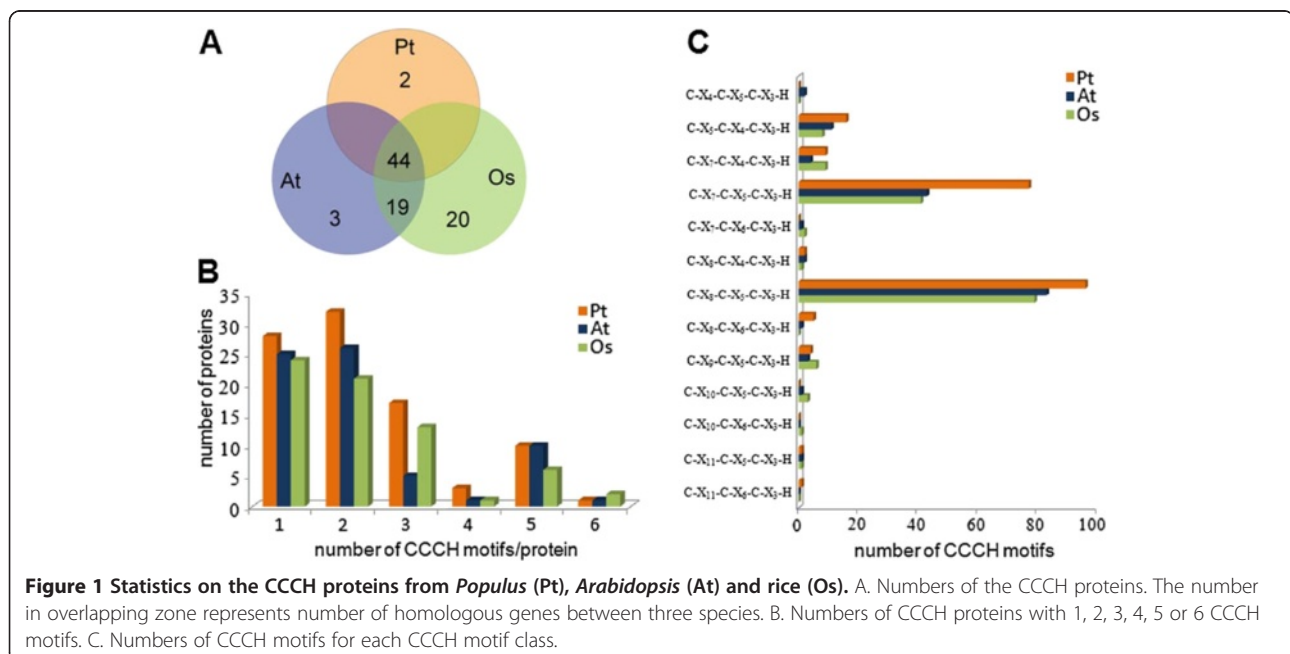 A
Pt
2
44
At
Os
3
19
20
B
35
30
25
20
15
10
5
0
number of proteins
Pt
At
Os
1 2 3 4 5 6
number of CCCH motifs/protein
C
Pt
At
Os
C-X4-C-X5-C-X3-H
C-X5-C-X4-C-X3-H
C-X7-C-X4-C-X3-H
C-X7-C-X5-C-X3-H
C-X7-C-X6-C-X3-H
C-X8-C-X4-C-X3-H
C-X8-C-X5-C-X3-H
C-X8-C-X6-C-X3-H
C-X9-C-X5-C-X3-H
C-X10-C-X5-C-X3-H
C-X10-C-X6-C-X3-H
C-X11-C-X5-C-X3-H
C-X11-C-X6-C-X3-H
0 20 40 60 80 100
number of CCCH motifs
Figure 1 Statistics on the CCCH proteins from Populus (Pt), Arabidopsis (At) and rice (Os). A. Numbers of the CCCH proteins. The number
in overlapping zone represents number of homologous genes between three species. B. Numbers of CCCH proteins with 1, 2, 3, 4, 5 or 6 CCCH
motifs. C. Numbers of CCCH motifs for each CCCH motif class.